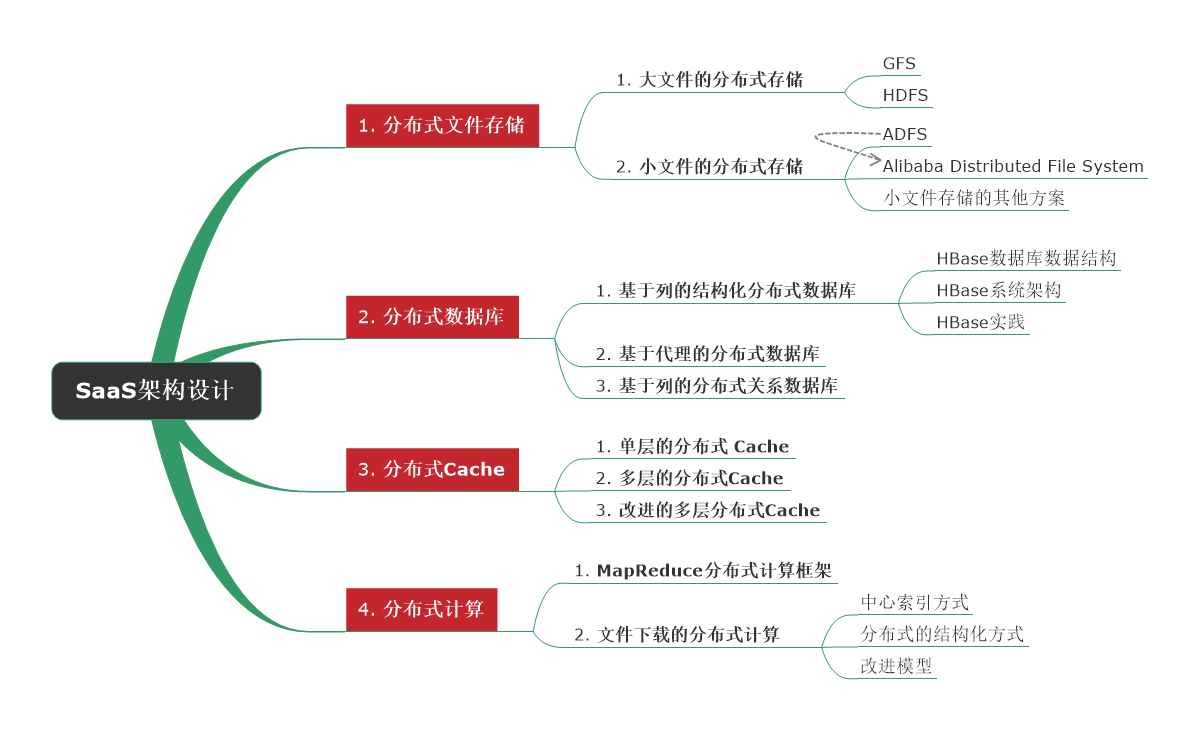 SaaS架构设计
1. 分布式文件存储
1. 大文件的分布式存储
GFS
HDFS
2. 小文件的分布式存储
ADFS
Alibaba Distributed File System
小文件存储的其他方案
2. 分布式数据库
1. 基于列的结构化分布式数据库
HBase数据库数据结构
HBase系统架构
HBase实践
2. 基于代理的分布式数据库
3. 基于列的分布式关系数据库
3. 分布式Cache
1. 单层的分布式 Cache
2. 多层的分布式Cache
3. 改进的多层分布式Cache
4. 分布式计算
1. MapReduce分布式计算框架
2. 文件下载的分布式计算
中心索引方式
分布式的结构化方式
改进模型